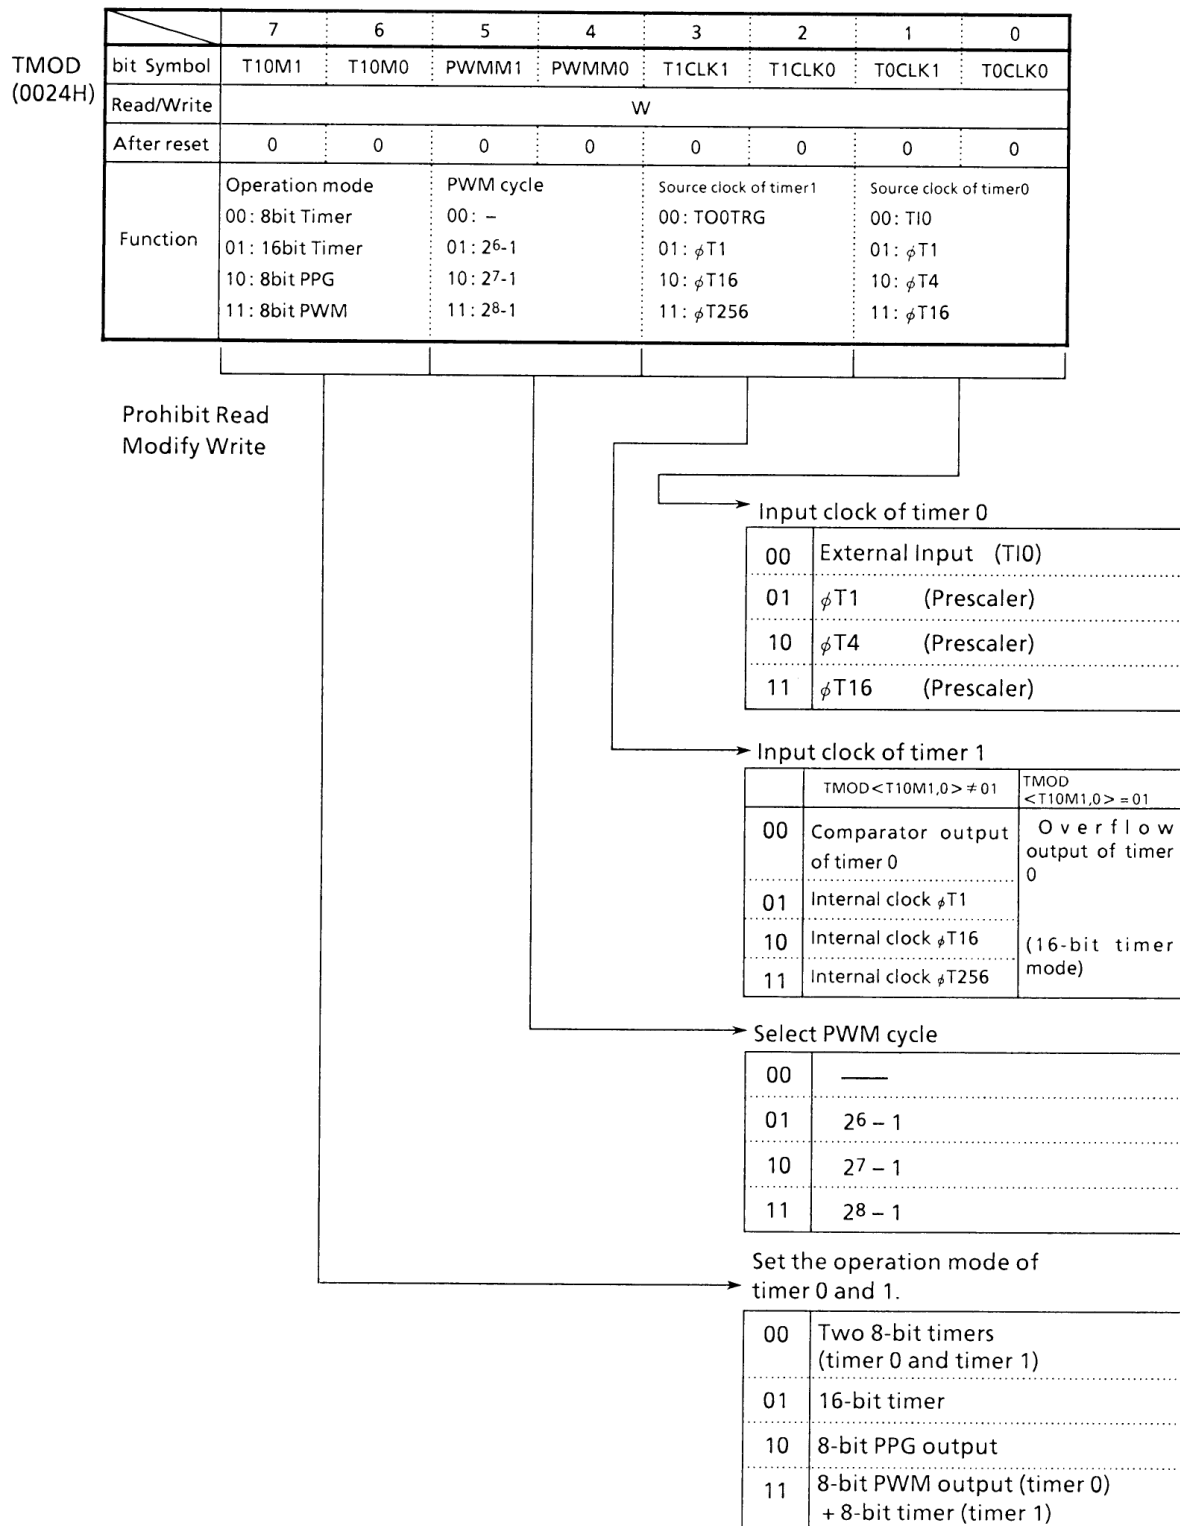 7 6 5 4 3 2 1 0
TMOD
(0024H)
bit Symbol T10M1 T10M0 PWMM1 PWMM0 T1CLK1 T1CLK0 T0CLK1 T0CLK0
Read/Write W
After reset 0 0 0 0 0 0 0 0
Function
Operation mode
00: 8bit Timer
01: 16bit Timer
10: 8bit PPG
11: 8bit PWM
PWM cycle
00: –
01: 2⁶-1
10: 2⁷-1
11: 2⁸-1
Source clock of timer1
00: TO0TRG
01: φT1
10: φT16
11: φT256
Source clock of timer0
00: TI0
01: φT1
10: φT4
11: φT16
Prohibit Read
Modify Write
Input clock of timer 0
00 External Input (TI0)
01 φT1 (Prescaler)
10 φT4 (Prescaler)
11 φT16 (Prescaler)
Input clock of timer 1
TMOD<T10M1,0> ≠ 01
TMOD
<T10M1,0> = 01
00 Comparator output
of timer 0
01 Internal clock φT1
10 Internal clock φT16
11 Internal clock φT256
Overflow
output of timer
0
(16-bit timer
mode)
Select PWM cycle
00 ——
01 2⁶ – 1
10 2⁷ – 1
11 2⁸ – 1
Set the operation mode of
timer 0 and 1.
00 Two 8-bit timers
(timer 0 and timer 1)
01 16-bit timer
10 8-bit PPG output
11 8-bit PWM output (timer 0)
+ 8-bit timer (timer 1)